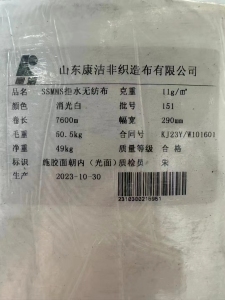 山东康洁非织造布有限公司
品名 SSMMS拒水无纺布 克重 11g/㎡
颜色 消光白 批号 151
卷长 7600m 幅宽 290mm
毛重 50.5kg 合同号 KJ23Y/W101601
净重 49kg 质量等级 合格
标识 施胶面朝内（光面） 质检员 宋
生产 2023-10-30